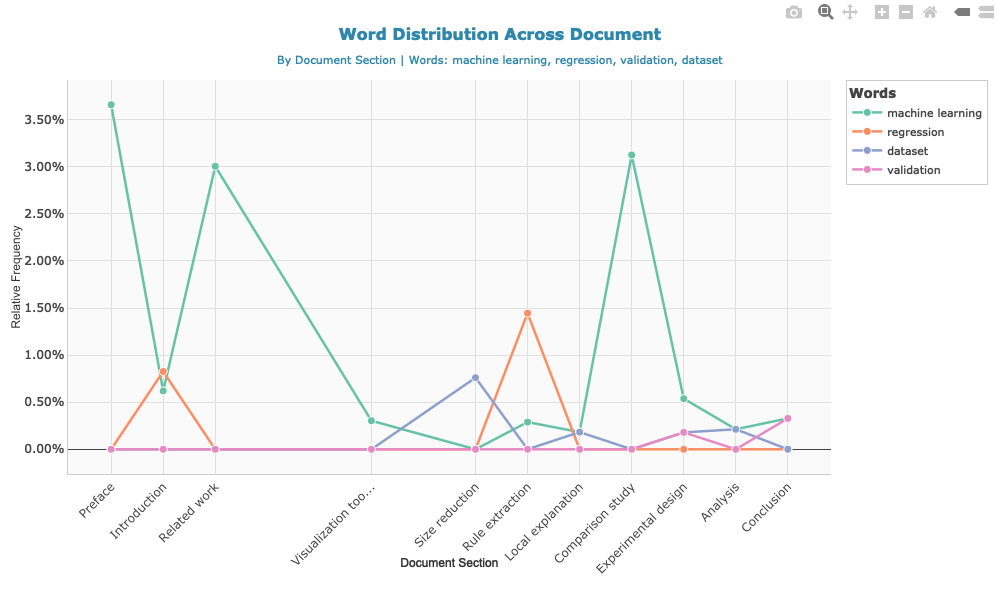 Word Distribution Across Document
By Document Section | Words: machine learning, regression, validation, dataset
Words
machine learning
regression
dataset
validation
Relative Frequency
3.50%
3.00%
2.50%
2.00%
1.50%
1.00%
0.50%
0.00%
Preface
Introduction
Related work
Visualization too...
Size reduction
Rule extraction
Local explanation
Comparison study
Experimental design
Analysis
Conclusion
Document Section